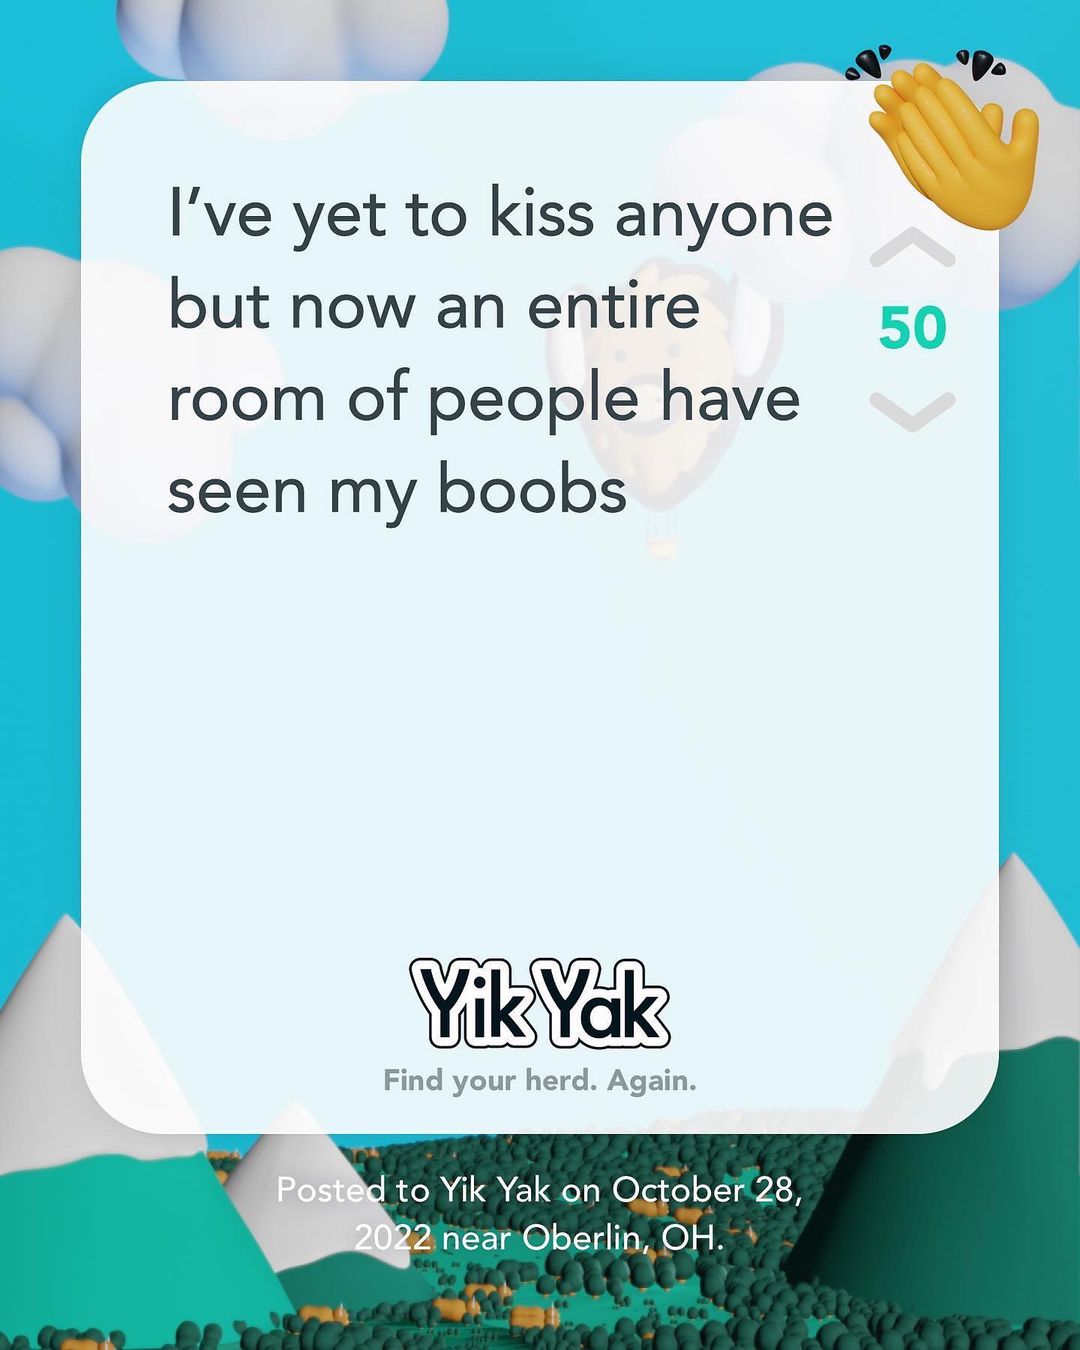 I’ve yet to kiss anyone
but now an entire
room of people have
seen my boobs
50
Yik Yak
Find your herd. Again.
Posted to Yik Yak on October 28,
2022 near Oberlin, OH.